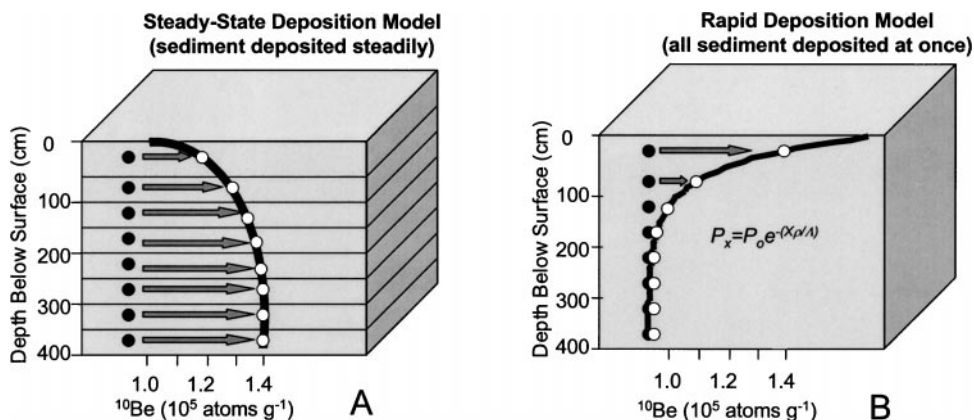 Steady-State Deposition Model
(sediment deposited steadily)
Depth Below Surface (cm)
0
100
200
300
400
1.0 1.2 1.4
¹⁰Be (10⁵ atoms g⁻¹)
A
Rapid Deposition Model
(all sediment deposited at once)
Depth Below Surface (cm)
0
100
200
300
400
Pₓ=Pₒe⁻⁽ˣᵖ/ᴧ⁾
1.0 1.2 1.4
¹⁰Be (10⁵ atoms g⁻¹)
B